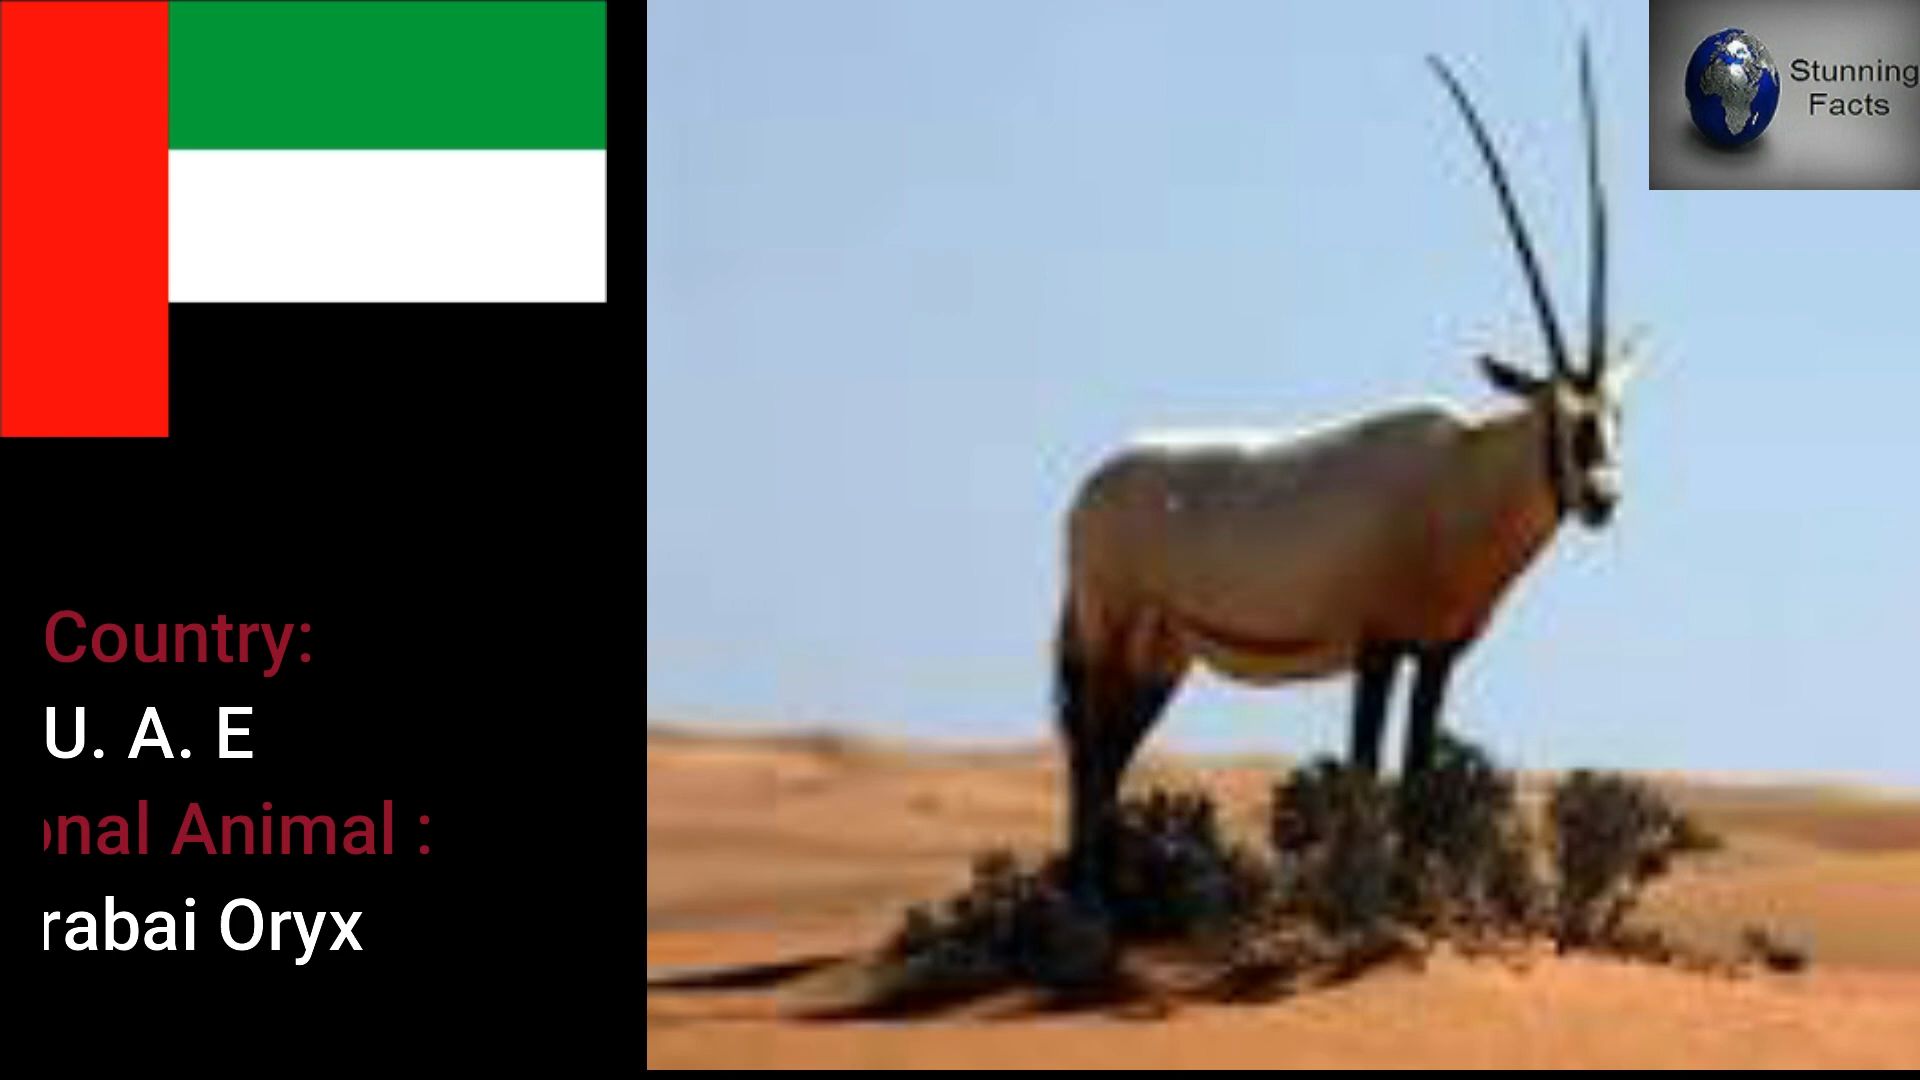 Stunning
Facts
Country:
U. A. E
nal Animal :
rabai Oryx